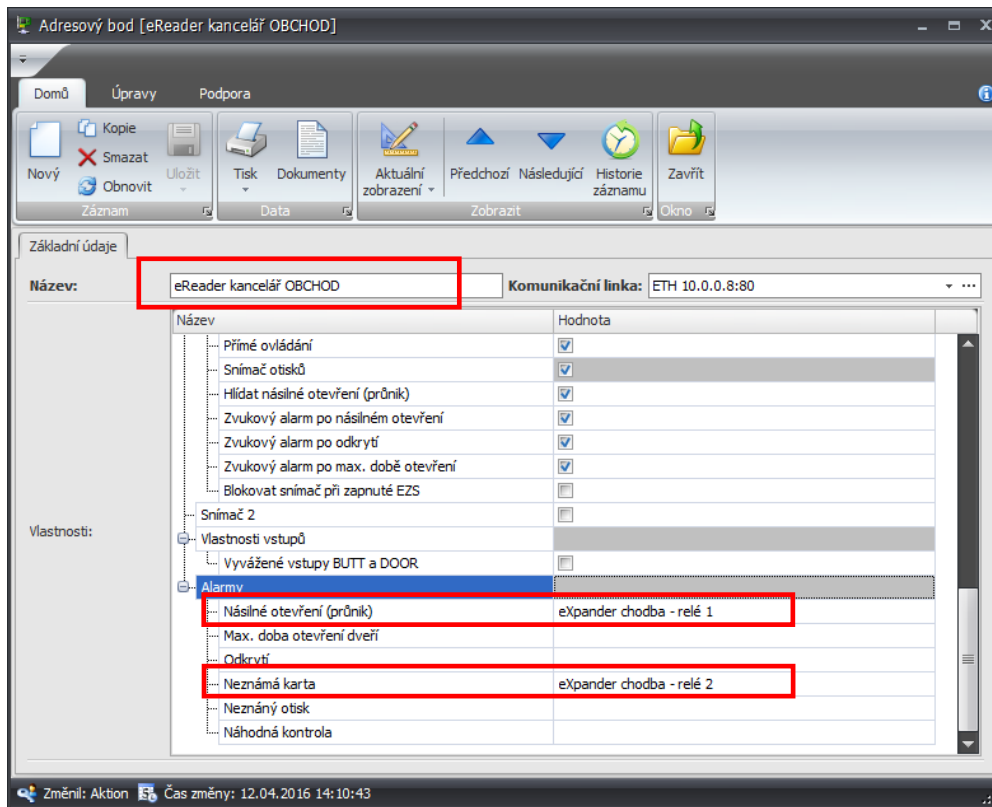 Adresový bod [eReader kancelář OBCHOD]
Domů Úpravy Podpora
Nový
Kopie
Smazat
Obnovit
Uložit
Záznam
Tisk
Dokumenty
Data
Aktuální zobrazení
Předchozí
Následující
Historie záznamu
Zobrazit
Zavřít
Okno
Základní údaje
Název: eReader kancelář OBCHOD Komunikační linka: ETH 10.0.0.8:80
Vlastnosti:
Název Hodnota
Přímé ovládání
Snímač otisků
Hlídat násilné otevření (průnik)
Zvukový alarm po násilném otevření
Zvukový alarm po odkrytí
Zvukový alarm po max. době otevření
Blokovat snímač při zapnuté EZS
Snímač 2
Vlastnosti vstupů
Vyvážené vstupy BUTT a DOOR
Alarmy
Násilné otevření (průnik) eXpander chodba - relé 1
Max. doba otevření dveří
Odkrytí
Neznámá karta eXpander chodba - relé 2
Neznáný otisk
Náhodná kontrola
Změnil: Aktion Čas změny: 12.04.2016 14:10:43